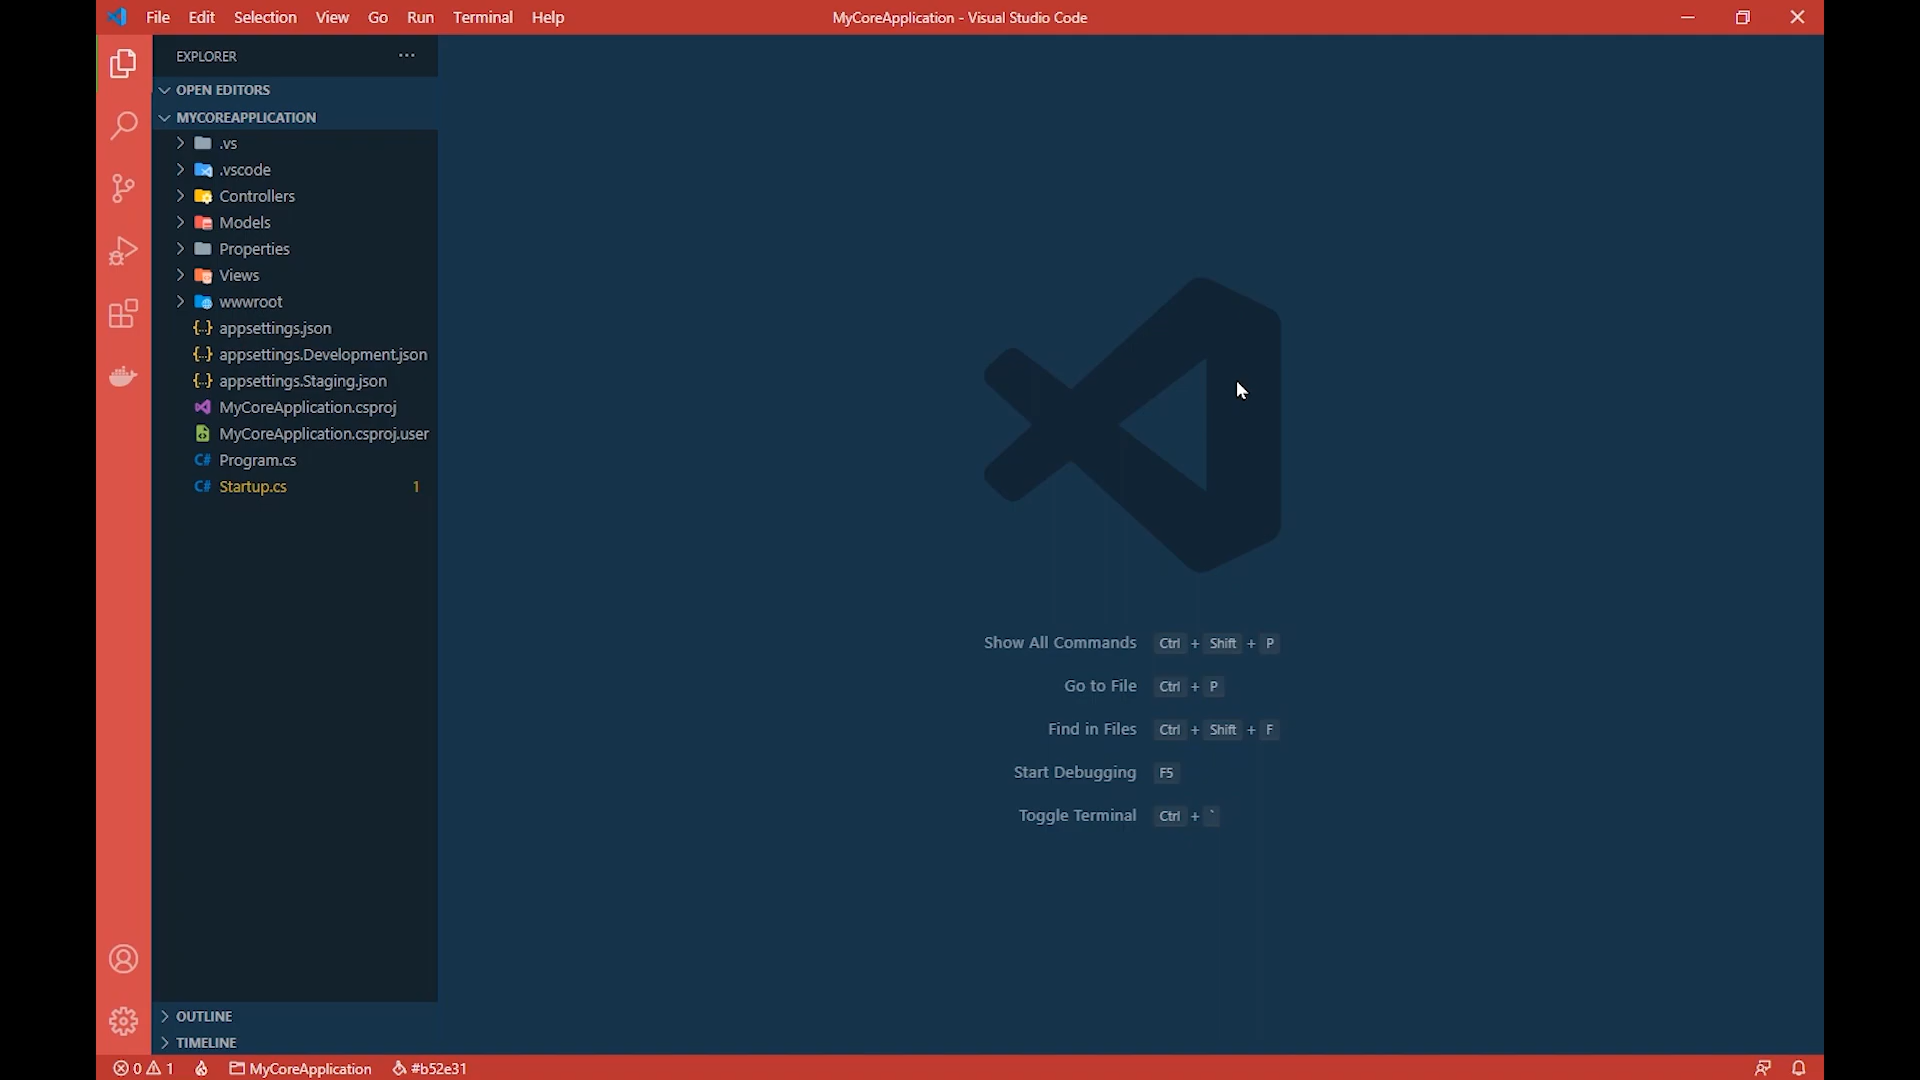 File Edit Selection View Go Run Terminal Help
MyCoreApplication - Visual Studio Code
EXPLORER
OPEN EDITORS
MYCOREAPPLICATION
.vs
.vscode
Controllers
Models
Properties
Views
wwwroot
{..} appsettings.json
{..} appsettings.Development.json
{..} appsettings.Staging.json
MyCoreApplication.csproj
MyCoreApplication.csproj.user
C# Program.cs
C# Startup.cs 1
Show All Commands Ctrl + Shift + P
Go to File Ctrl + P
Find in Files Ctrl + Shift + F
Start Debugging F5
Toggle Terminal Ctrl + `
OUTLINE
TIMELINE
0 1 MyCoreApplication #b52e31